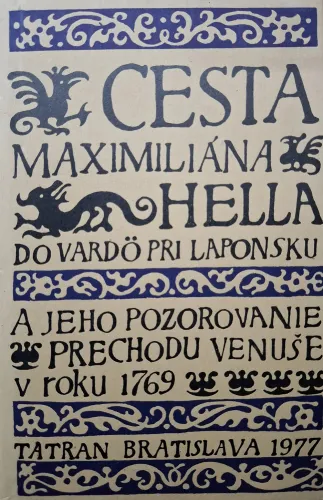 CESTA
MAXIMILIÁNA
HELLA
DO VARDÖ PRI LAPONSKU
A JEHO POZOROVANIE
PRECHODU VENUŠE
v roku 1769
TATRAN BRATISLAVA 1977